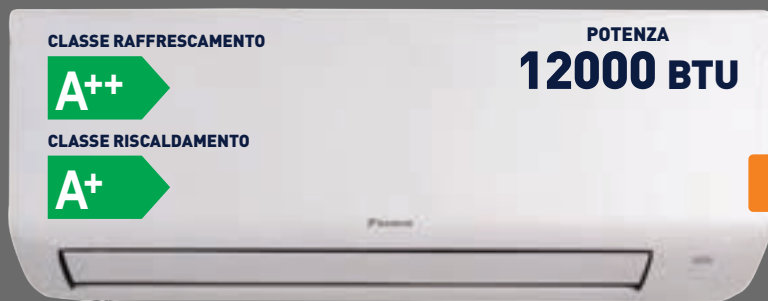 CLASSE RAFFRESCAMENTO
A++
CLASSE RISCALDAMENTO
A+
POTENZA
12000 BTU